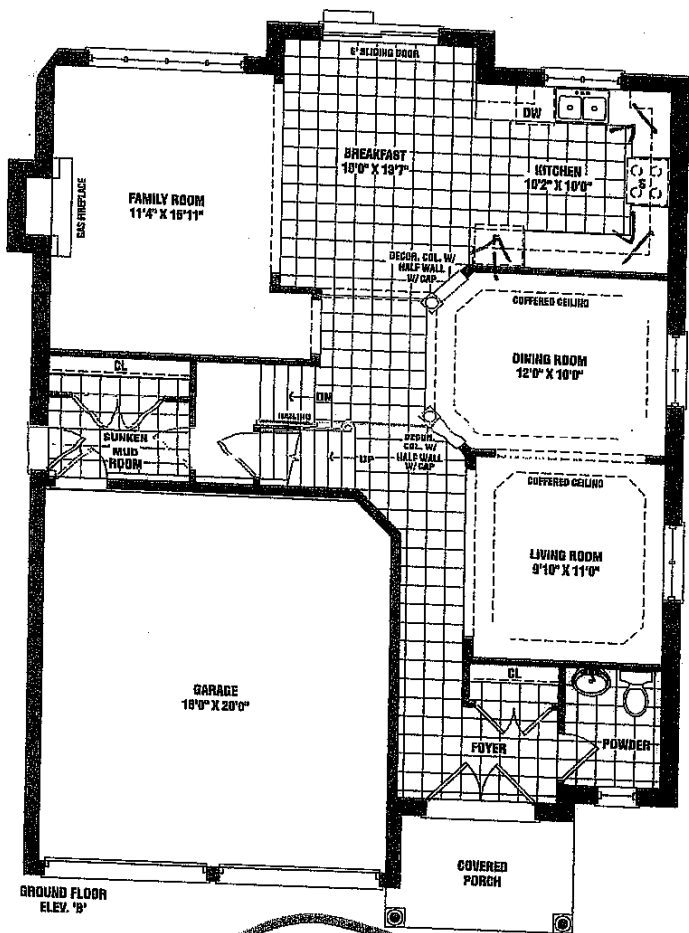 6' SLIDING DOOR
DW
BREAKFAST
10'0" X 13'7"
KITCHEN
10'2" X 10'0"
S
FAMILY ROOM
11'4" X 16'11"
GAS FIREPLACE
DECOR. COL. W/
HALF WALL
W/ CAP
COFFERED CEILING
DINING ROOM
12'0" X 10'0"
CL
DN
RAILING
SUNKEN
MUD
ROOM
UP
DECOR.
COL. W/
HALF WALL
W/ CAP
COFFERED CEILING
LIVING ROOM
9'10" X 11'0"
GARAGE
18'0" X 20'0"
CL
FOYER
POWDER
COVERED
PORCH
GROUND FLOOR
ELEV. 'B'